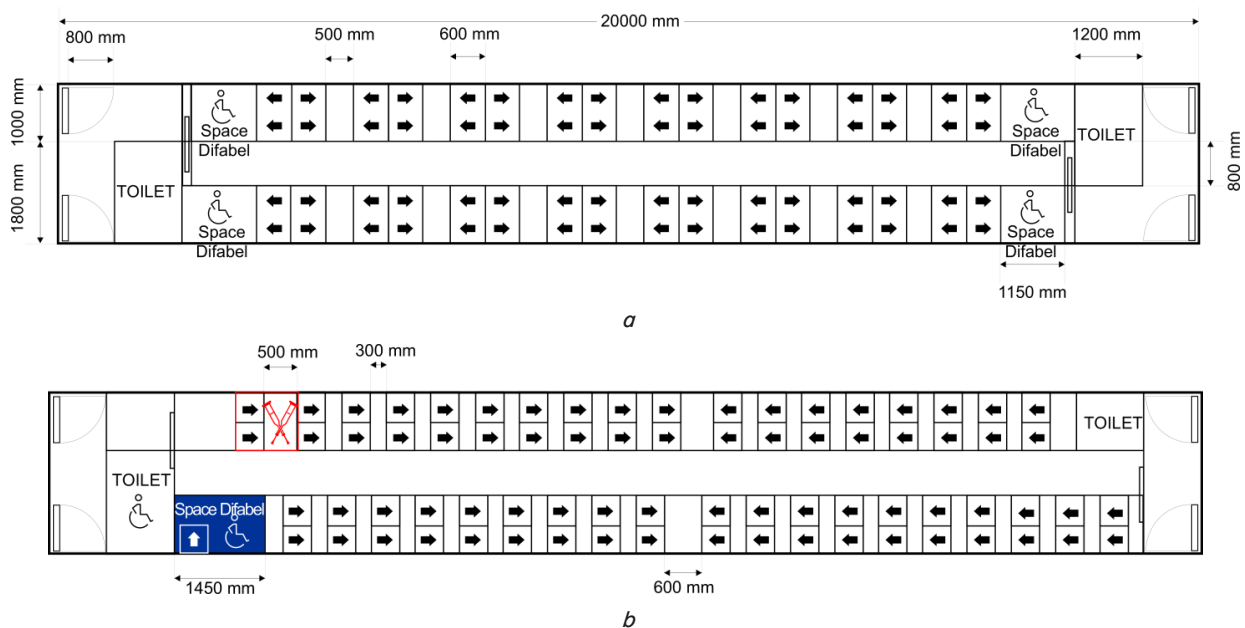 20000 mm
800 mm
500 mm
600 mm
1200 mm
1000 mm
1800 mm
800 mm
Space
Difabel
Space
Difabel
TOILET
TOILET
Space
Difabel
Space
Difabel
1150 mm
a
500 mm
300 mm
TOILET
TOILET
Space Difabel
1450 mm
600 mm
b